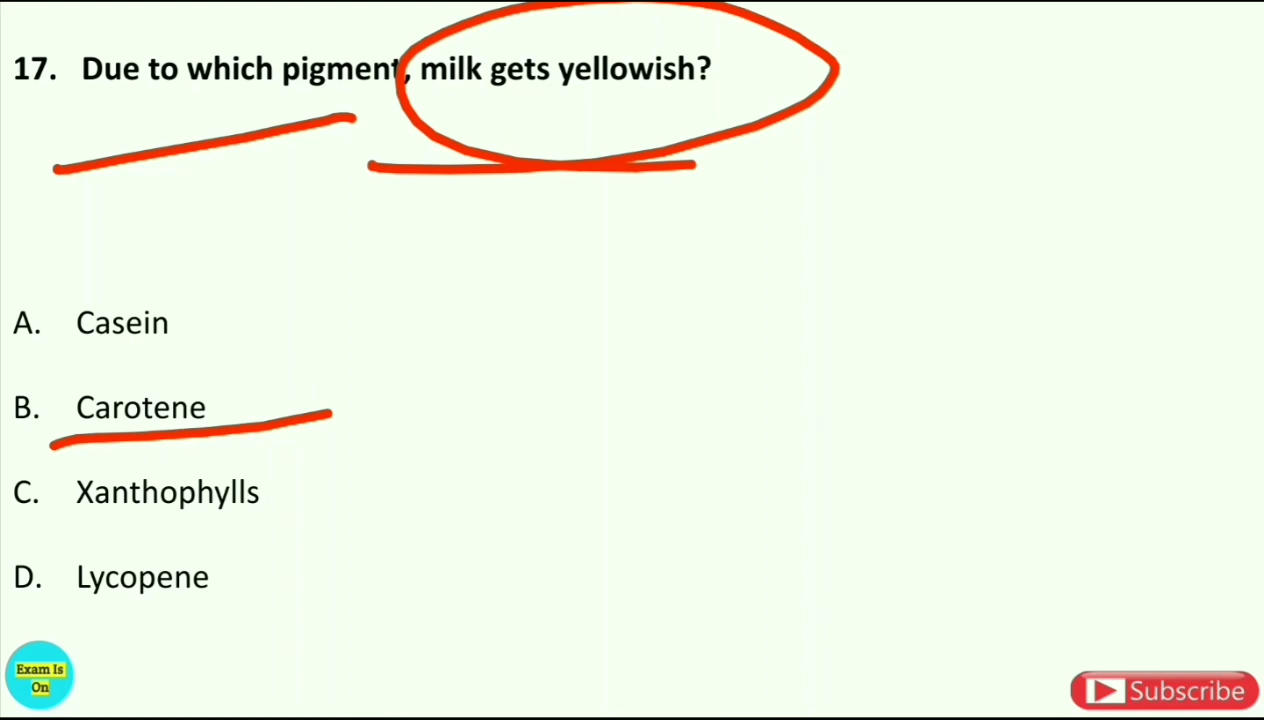 17. Due to which pigment, milk gets yellowish?
A. Casein
B. Carotene
C. Xanthophylls
D. Lycopene
Exam Is
On
Subscribe